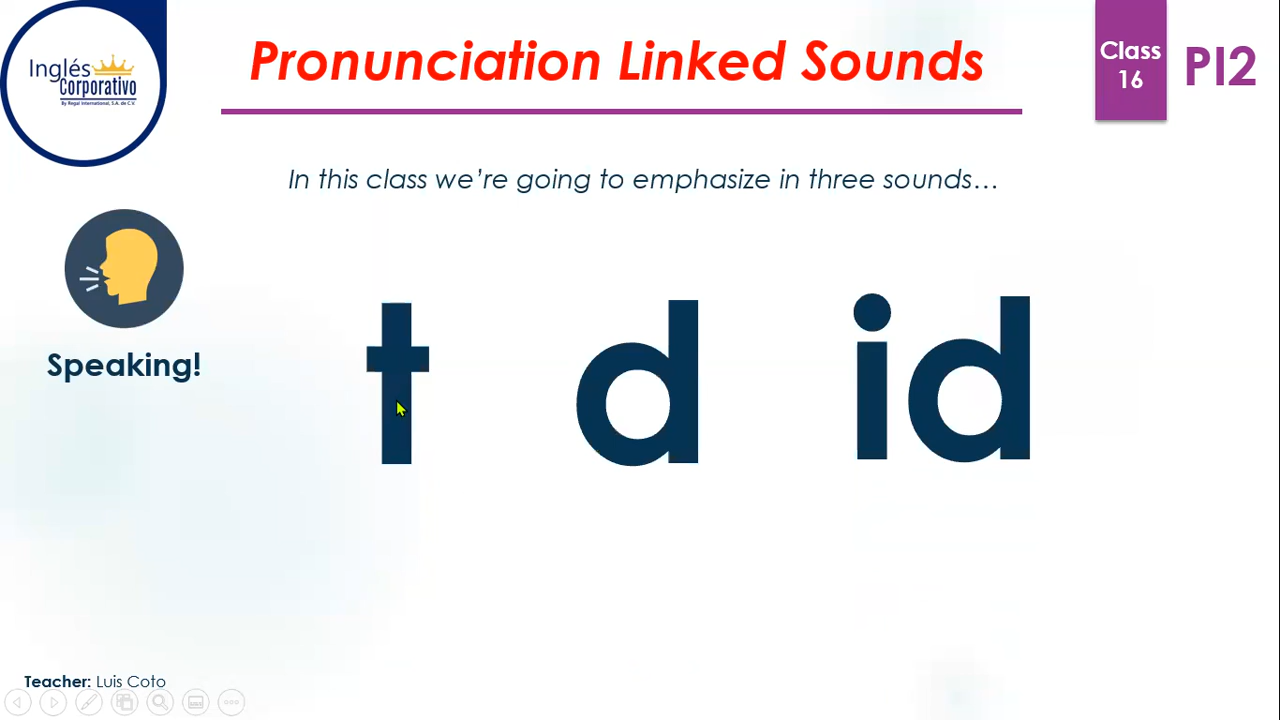 Inglés
Corporativo
By Regal International, S.A. de C.V.
Pronunciation Linked Sounds
Class
16
PI2
In this class we're going to emphasize in three sounds…
Speaking!
t d id
Teacher: Luis Coto